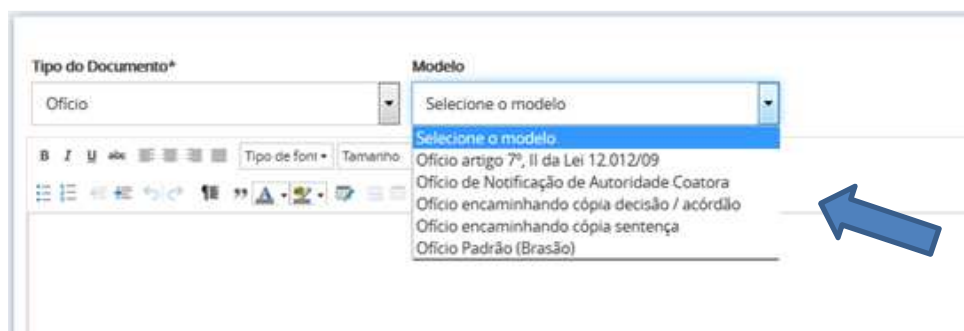 Tipo do Documento* Modelo
Ofício Selecione o modelo
Selecione o modelo
B I U abc Tipo de font Tamanho
Ofício artigo 7º, II da Lei 12.012/09
Ofício de Notificação de Autoridade Coatora
Ofício encaminhando cópia decisão / acórdão
Ofício encaminhando cópia sentença
Ofício Padrão (Brasão)